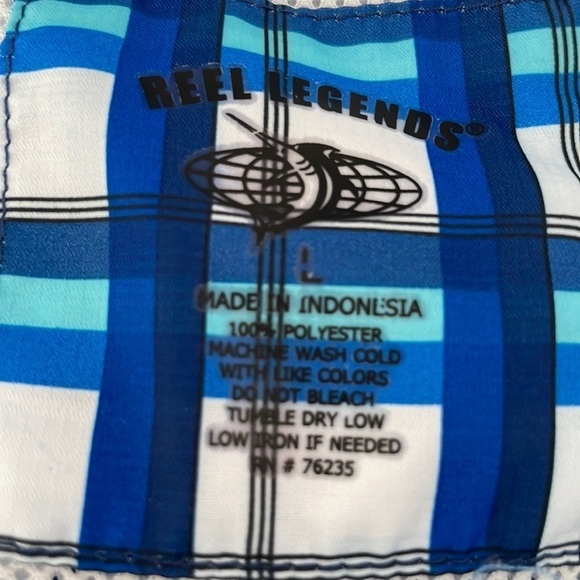 REEL LEGENDS®
L
MADE IN INDONESIA
100% POLYESTER
MACHINE WASH COLD
WITH LIKE COLORS
DO NOT BLEACH
TUMBLE DRY LOW
LOW IRON IF NEEDED
RN # 76235